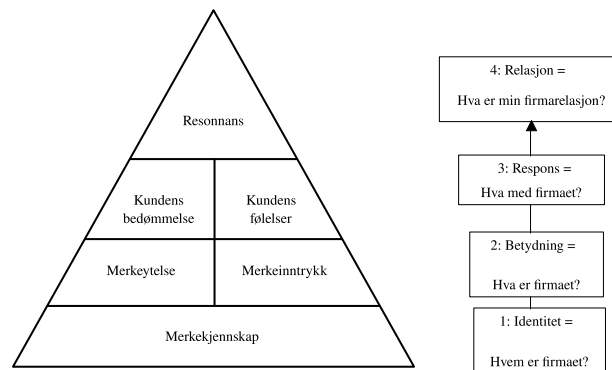 Resonnans
Kundens
bedømmelse
Kundens
følelser
Merkeytelse
Merkeinntrykk
Merkekjennskap
4: Relasjon =
Hva er min firmarelasjon?
3: Respons =
Hva med firmaet?
2: Betydning =
Hva er firmaet?
1: Identitet =
Hvem er firmaet?